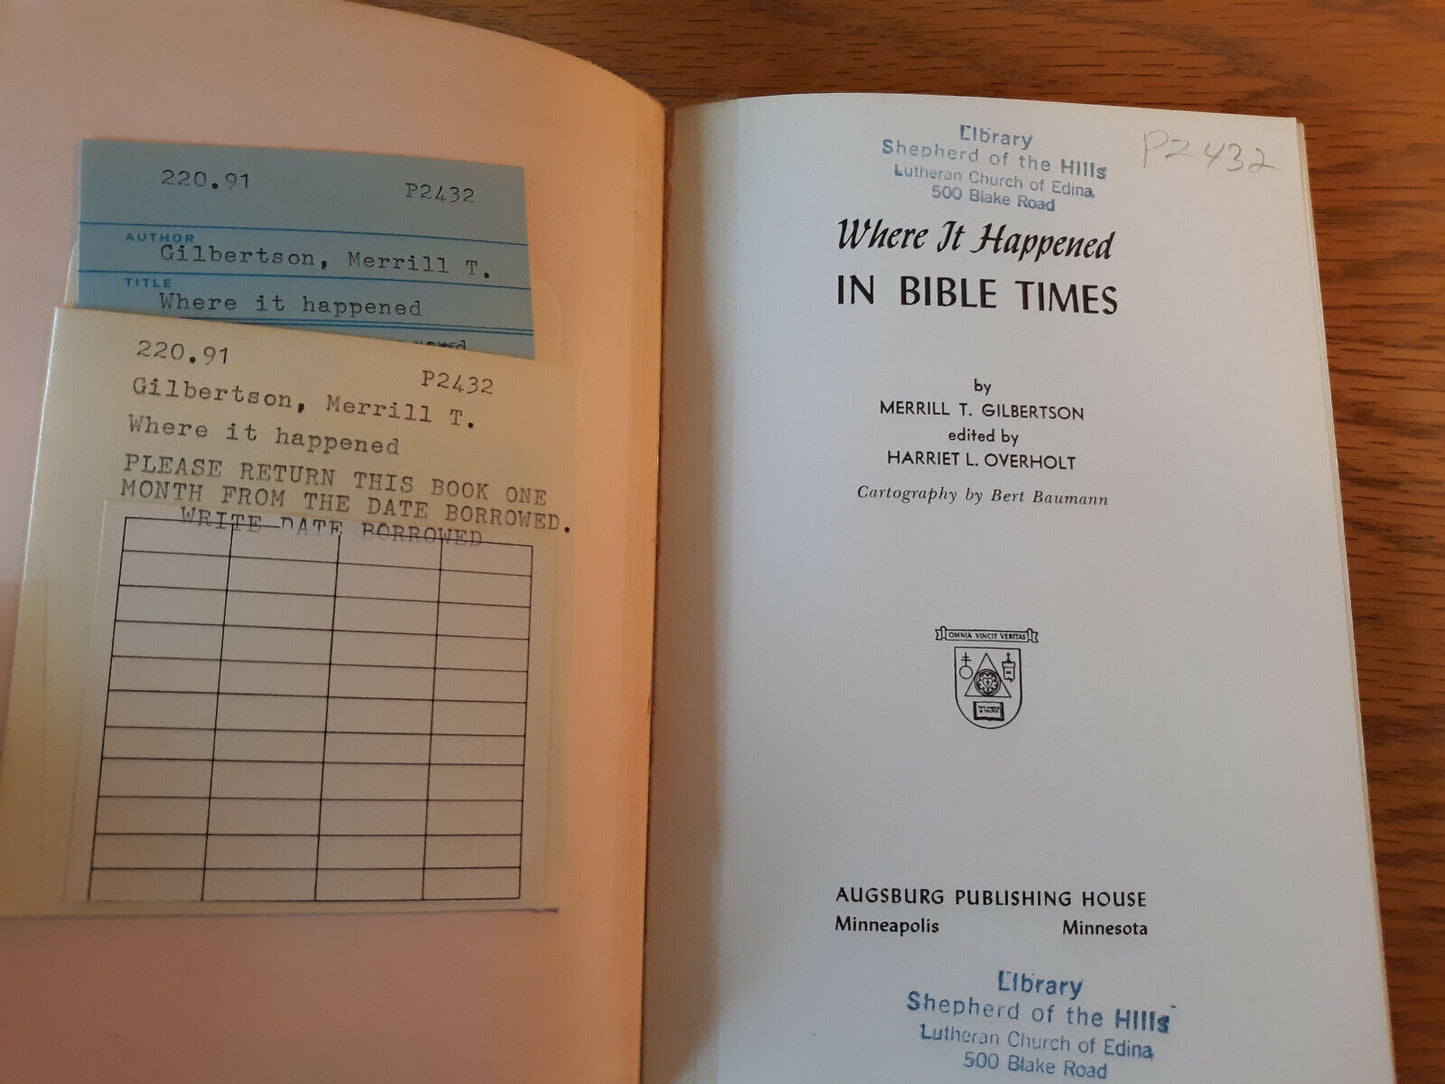 220.91
P2432
AUTHOR
Gilbertson, Merrill T.
TITLE
Where it happened
220.91
P2432
Gilbertson, Merrill T.
Where it happened
PLEASE RETURN THIS BOOK ONE
MONTH FROM THE DATE BORROWED.
WRITE DATE BORROWED
Library
Shepherd of the Hills
Lutheran Church of Edina
500 Blake Road
P2432
Where It Happened
IN BIBLE TIMES
by
MERRILL T. GILBERTSON
edited by
HARRIET L. OVERHOLT
Cartography by Bert Baumann
OMNIA VINCIT VERITAS
AUGSBURG PUBLISHING HOUSE
Minneapolis Minnesota
Library
Shepherd of the Hills
Lutheran Church of Edina
500 Blake Road